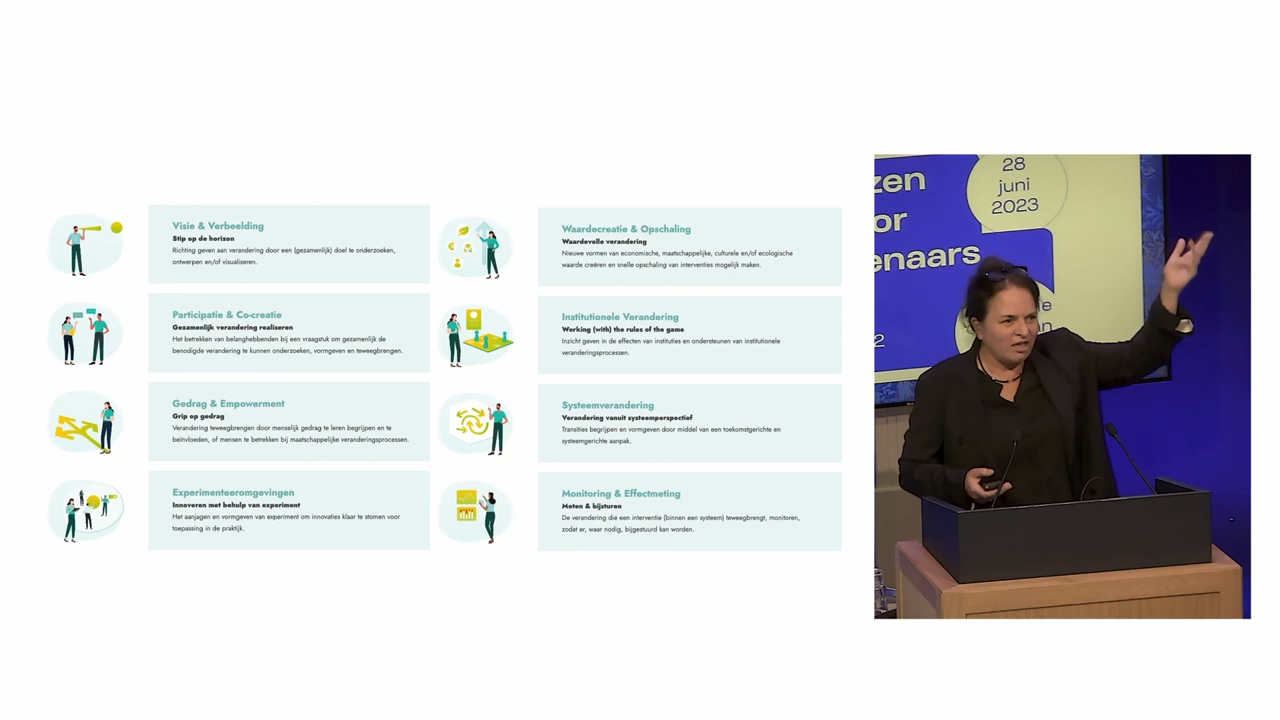 Visie & Verbeelding
Stip op de horizon
Richting geven aan verandering door een (gezamenlijk) doel te onderzoeken,
ontwerpen en/of visualiseren.
Participatie & Co-creatie
Gezamenlijk verandering realiseren
Het betrekken van belanghebbenden bij een vraagstuk om gezamenlijk de
benodigde verandering te kunnen onderzoeken, vormgeven en teweegbrengen.
Gedrag & Empowerment
Grip op gedrag
Verandering teweegbrengen door menselijk gedrag te leren begrijpen en te
beïnvloeden, of mensen te betrekken bij maatschappelijke veranderingsprocessen.
Experimenteeromgevingen
Innoveren met behulp van experiment
Het aanjagen en vormgeven van experiment om innovaties klaar te stomen voor
toepassing in de praktijk.
Waardecreatie & Opschaling
Waardevolle verandering
Nieuwe vormen van economische, maatschappelijke, culturele en/of ecologische
waarde creëren en snelle opschaling van interventies mogelijk maken.
Institutionele Verandering
Working (with) the rules of the game
Inzicht geven in de effecten van instituties en ondersteunen van institutionele
veranderingsprocessen.
Systeemverandering
Verandering vanuit systeemperspectief
Transities begrijpen en vormgeven door middel van een toekomstgerichte en
systeemgerichte aanpak.
Monitoring & Effectmeting
Meten & bijsturen
De verandering die een interventie (binnen een systeem) teweegbrengt, monitoren,
zodat er, waar nodig, bijgestuurd kan worden.
zen
or
enaars
28
juni
2023
2